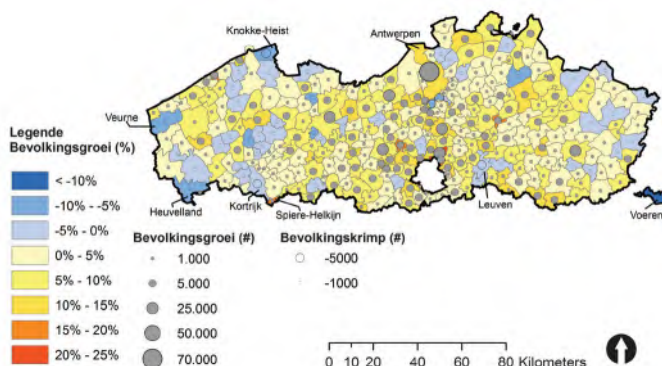 Knokke-Heist
Antwerpen
Veurne
Heuvelland
Kortrijk
Spiere-Helkijn
Leuven
Voeren
Legende
Bevolkingsgroei (%)
< -10%
-10% - -5%
-5% - 0%
0% - 5%
5% - 10%
10% - 15%
15% - 20%
20% - 25%
Bevolkingsgroei (#)
1.000
5.000
25.000
50.000
70.000
Bevolkingskrimp (#)
-5000
-1000
0 10 20 40 60 80 Kilometers